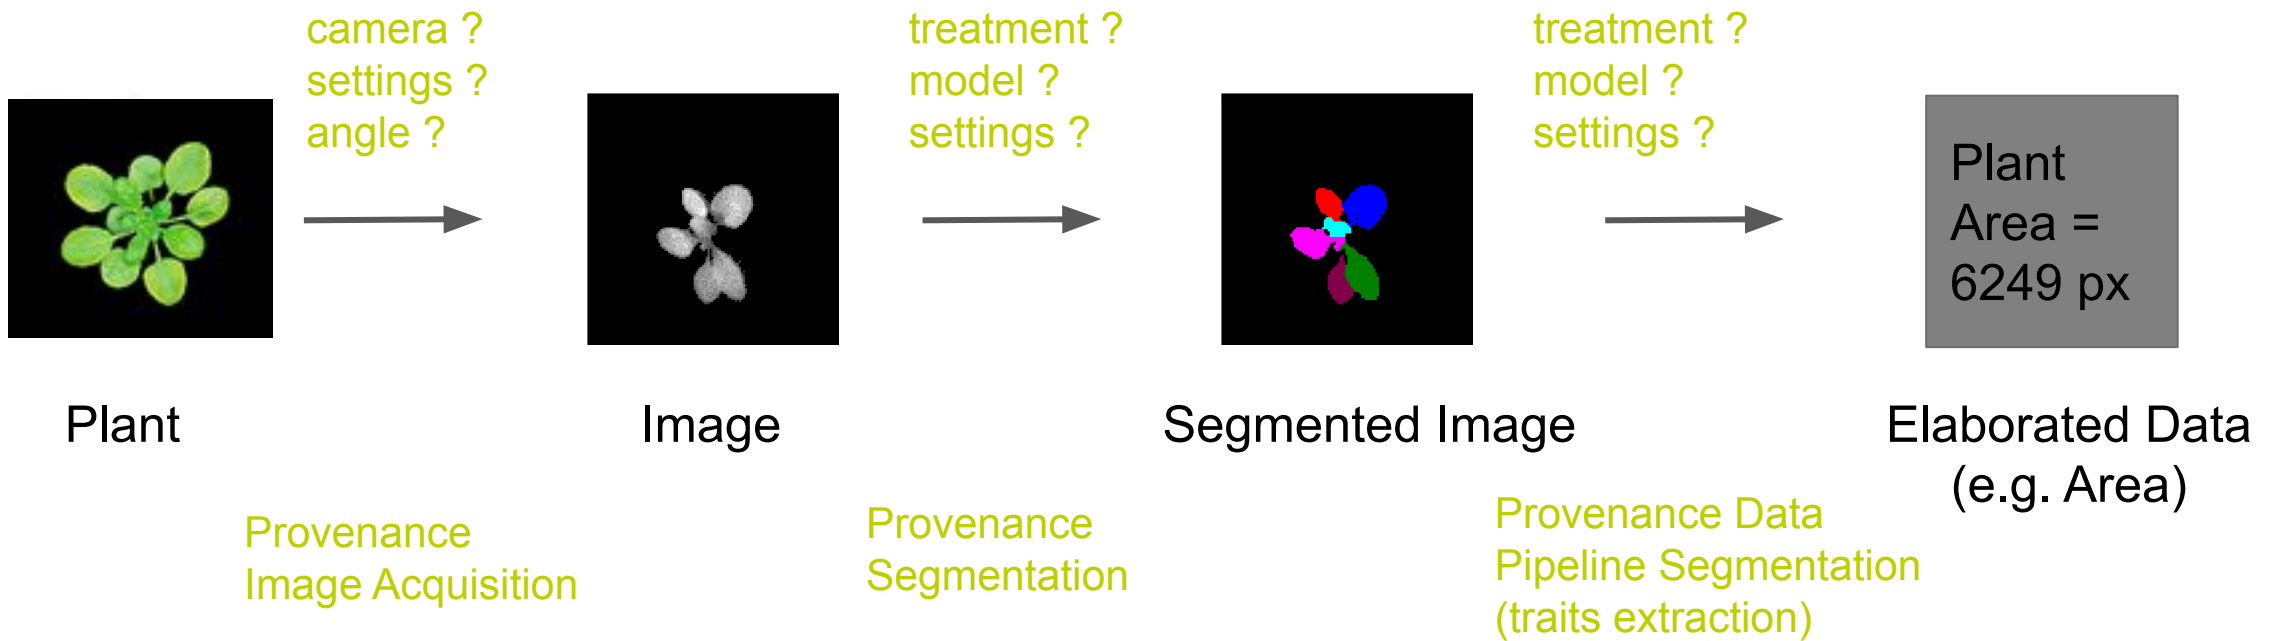 camera ?
settings ?
angle ?
treatment ?
model ?
settings ?
treatment ?
model ?
settings ?
Plant
Area =
6249 px
Plant
Image
Segmented Image
Elaborated Data
(e.g. Area)
Provenance
Image Acquisition
Provenance
Segmentation
Provenance Data
Pipeline Segmentation
(traits extraction)